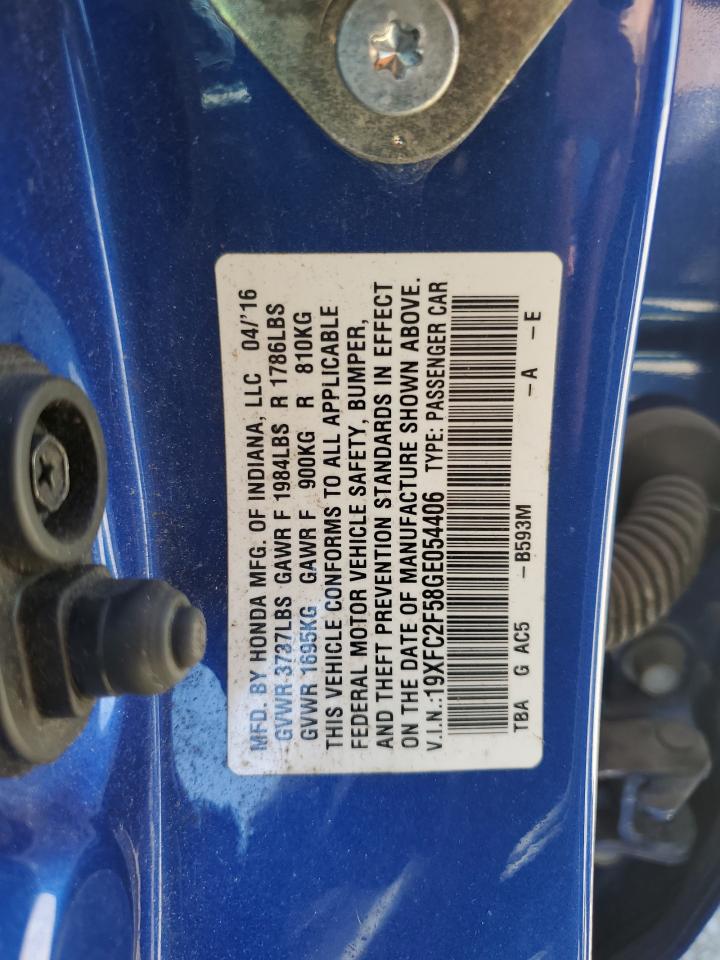 MFD. BY HONDA MFG. OF INDIANA, LLC 04/'16
GVWR 3737LBS GAWR F 1984LBS R 1786LBS
GVWR 1695KG GAWR F 900KG R 810KG
THIS VEHICLE CONFORMS TO ALL APPLICABLE
FEDERAL MOTOR VEHICLE SAFETY, BUMPER,
AND THEFT PREVENTION STANDARDS IN EFFECT
ON THE DATE OF MANUFACTURE SHOWN ABOVE.
V.I.N.:19XFC2F58GE054406 TYPE: PASSENGER CAR
TBA G AC5 -B593M -A -E